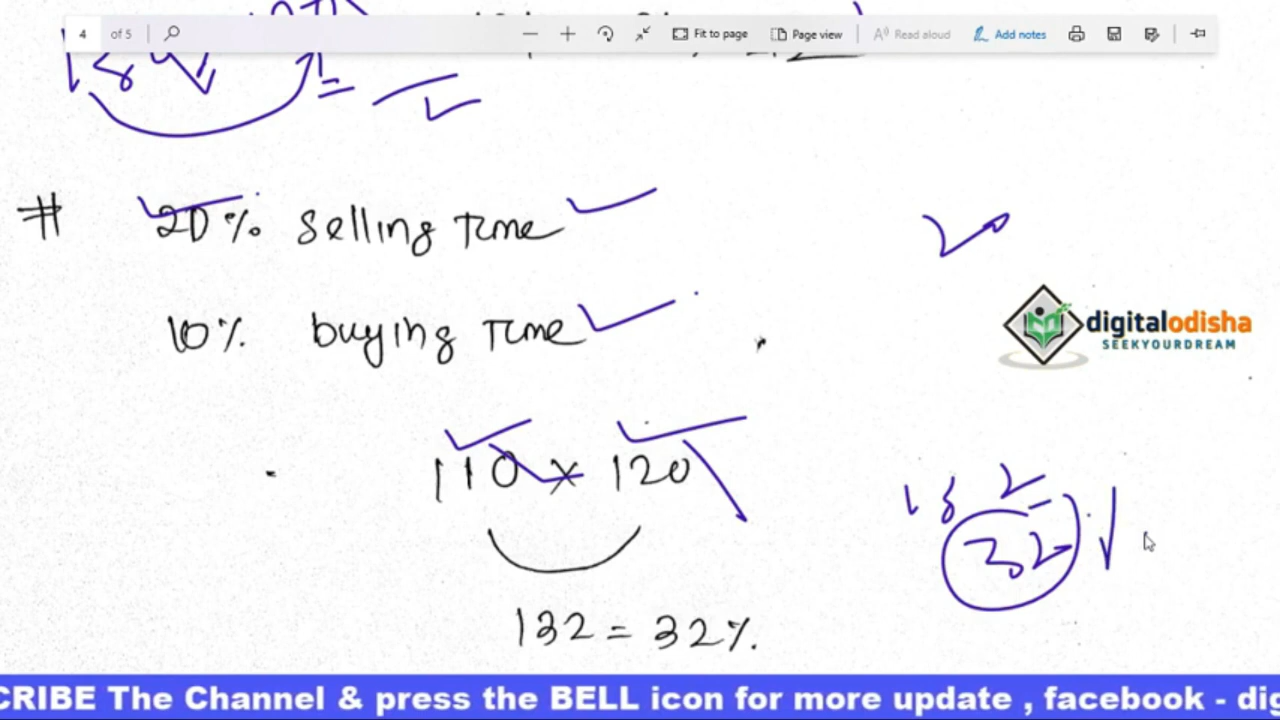 4 of 5 Fit to page Page view Read aloud Add notes
# 20% selling Time
10% buying Time
digitalodisha
SEEKYOURDREAM
110 × 120
132
32
132 = 32%.
CRIBE The Channel & press the BELL icon for more update , facebook - dig